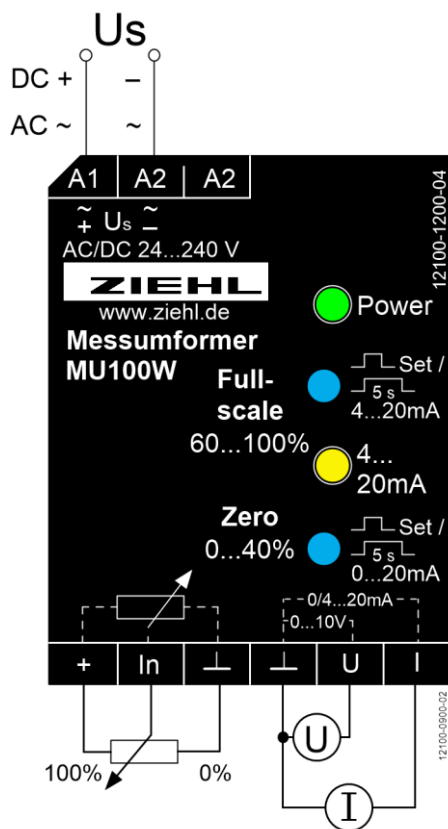 Us
DC + –
AC ~ ~
A1 A2 A2
~ ~
+ Us –
AC/DC 24...240 V
ZIEHL
www.ziehl.de
Messumformer
MU100W
12100-1200-04
Power
Full-
scale
60...100%
Set /
5 s
4...20mA
4...
20mA
Zero
0...40%
Set /
5 s
0...20mA
0/4...20mA
0...10V
+ In ⊥ ⊥ U I
100% 0%
U
I
12100-0900-02